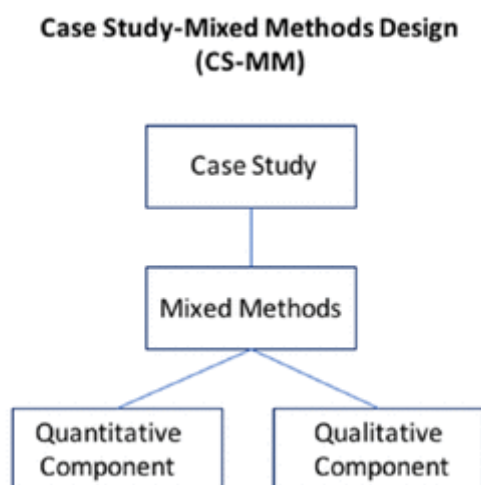 Case Study-Mixed Methods Design
(CS-MM)
Case Study
Mixed Methods
Quantitative
Component
Qualitative
Component